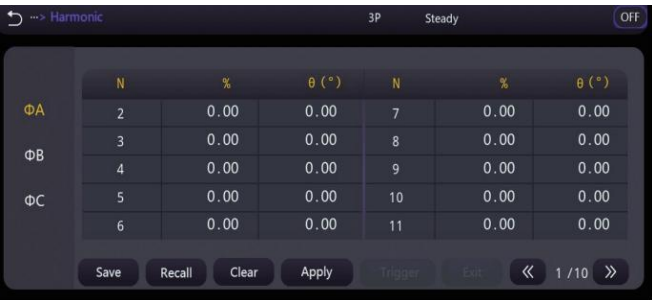 ···> Harmonic 3P Steady OFF
N % θ(°) N % θ(°)
ΦA
2 0.00 0.00 7 0.00 0.00
3 0.00 0.00 8 0.00 0.00
ΦB
4 0.00 0.00 9 0.00 0.00
ΦC
5 0.00 0.00 10 0.00 0.00
6 0.00 0.00 11 0.00 0.00
Save Recall Clear Apply Trigger Exit « 1/10 »